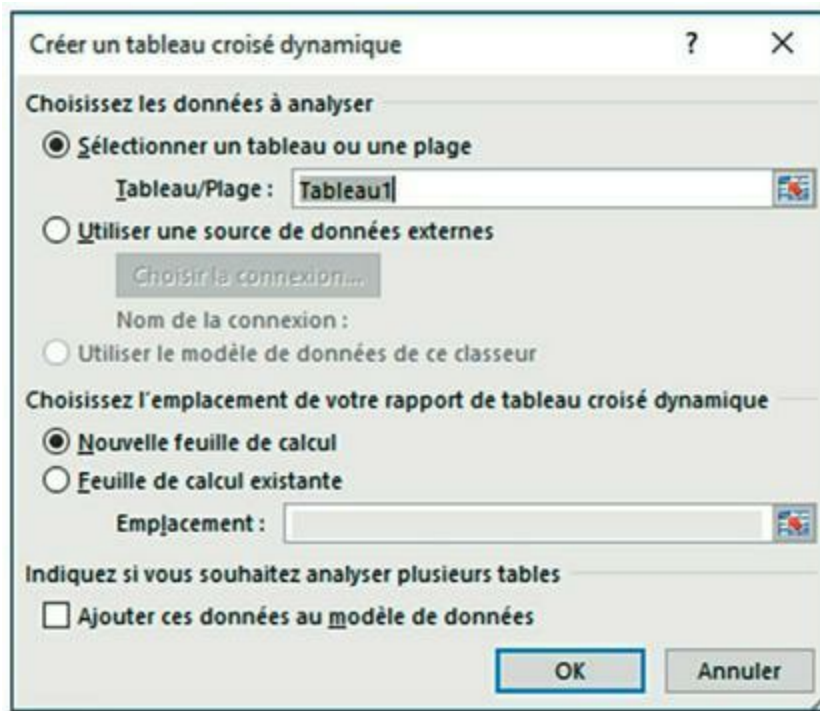 Créer un tableau croisé dynamique ? ×
Choisissez les données à analyser
Sélectionner un tableau ou une plage
Tableau/Plage : Tableau1
Utiliser une source de données externes
Choisir la connexion...
Nom de la connexion :
Utiliser le modèle de données de ce classeur
Choisissez l'emplacement de votre rapport de tableau croisé dynamique
Nouvelle feuille de calcul
Feuille de calcul existante
Emplacement :
Indiquez si vous souhaitez analyser plusieurs tables
Ajouter ces données au modèle de données
OK Annuler